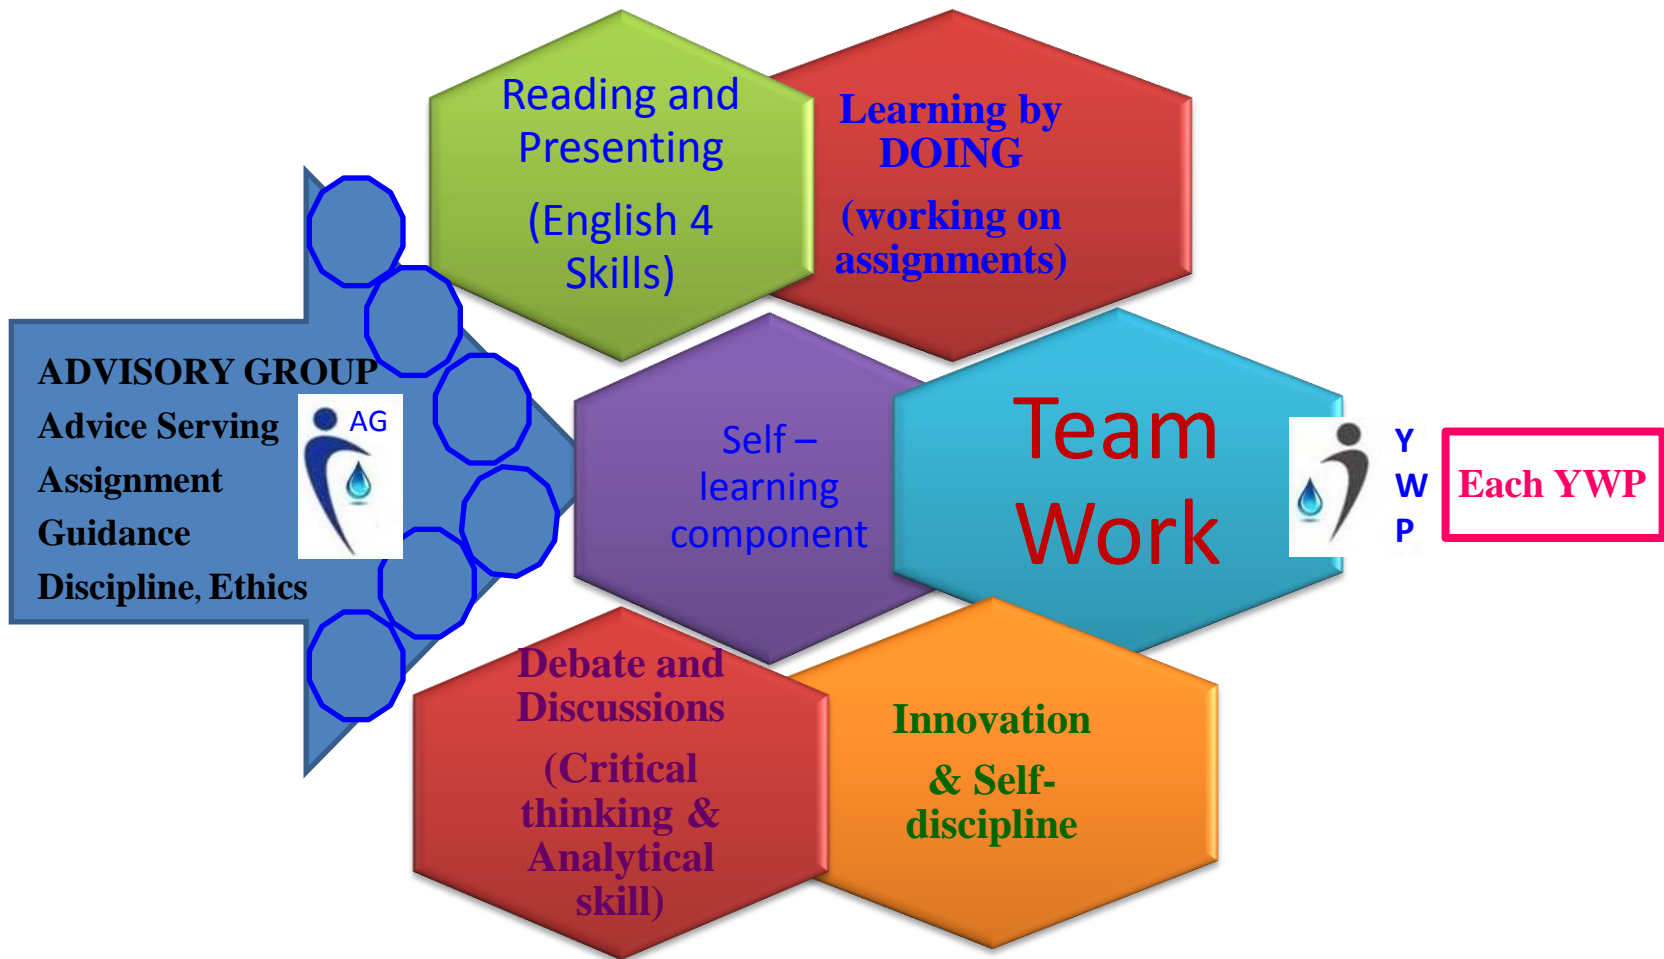 Reading and
Presenting
(English 4
Skills)
Learning by
DOING
(working on
assignments)
ADVISORY GROUP
Advice Serving
Assignment
Guidance
Discipline, Ethics
AG
Self –
learning
component
Team
Work
Y
W
P
Each YWP
Debate and
Discussions
(Critical
thinking &
Analytical
skill)
Innovation
& Self-
discipline